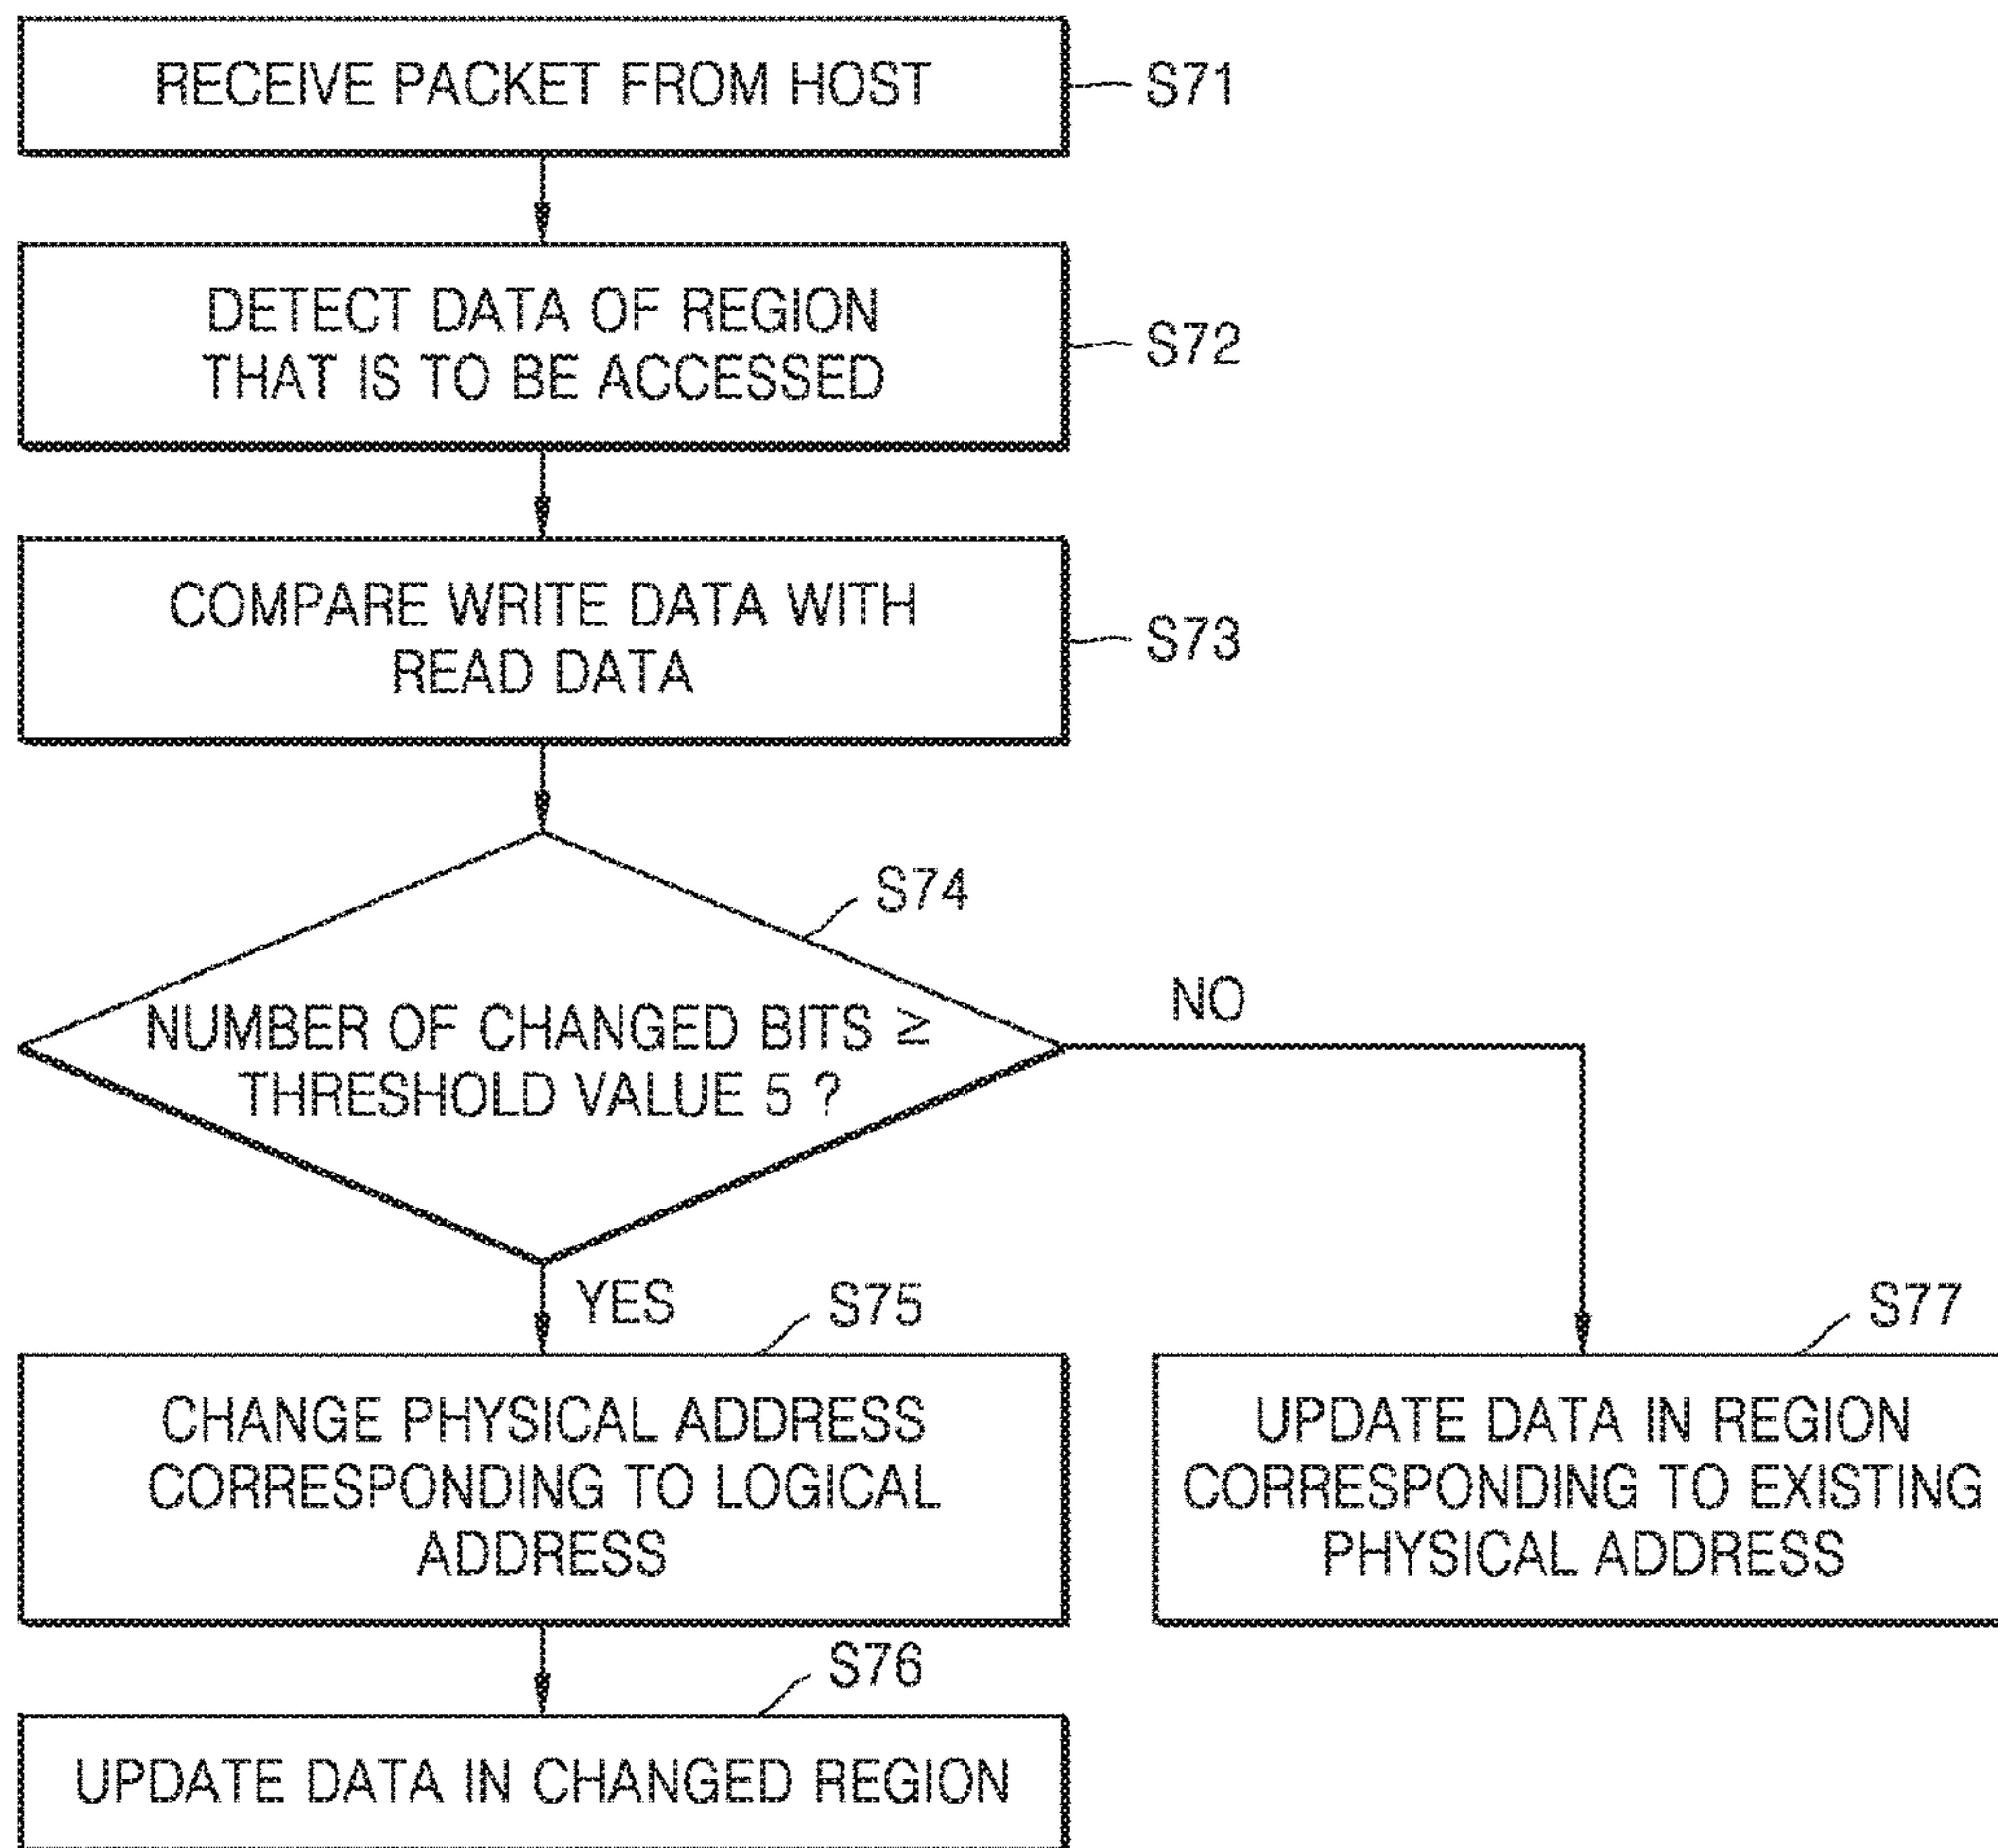 RECEIVE PACKET FROM HOST
S71
DETECT DATA OF REGION
THAT IS TO BE ACCESSED
S72
COMPARE WRITE DATA WITH
READ DATA
S73
S74
NUMBER OF CHANGED BITS ≥
THRESHOLD VALUE 5 ?
NO
YES
S75
CHANGE PHYSICAL ADDRESS
CORRESPONDING TO LOGICAL
ADDRESS
S77
UPDATE DATA IN REGION
CORRESPONDING TO EXISTING
PHYSICAL ADDRESS
S76
UPDATE DATA IN CHANGED REGION